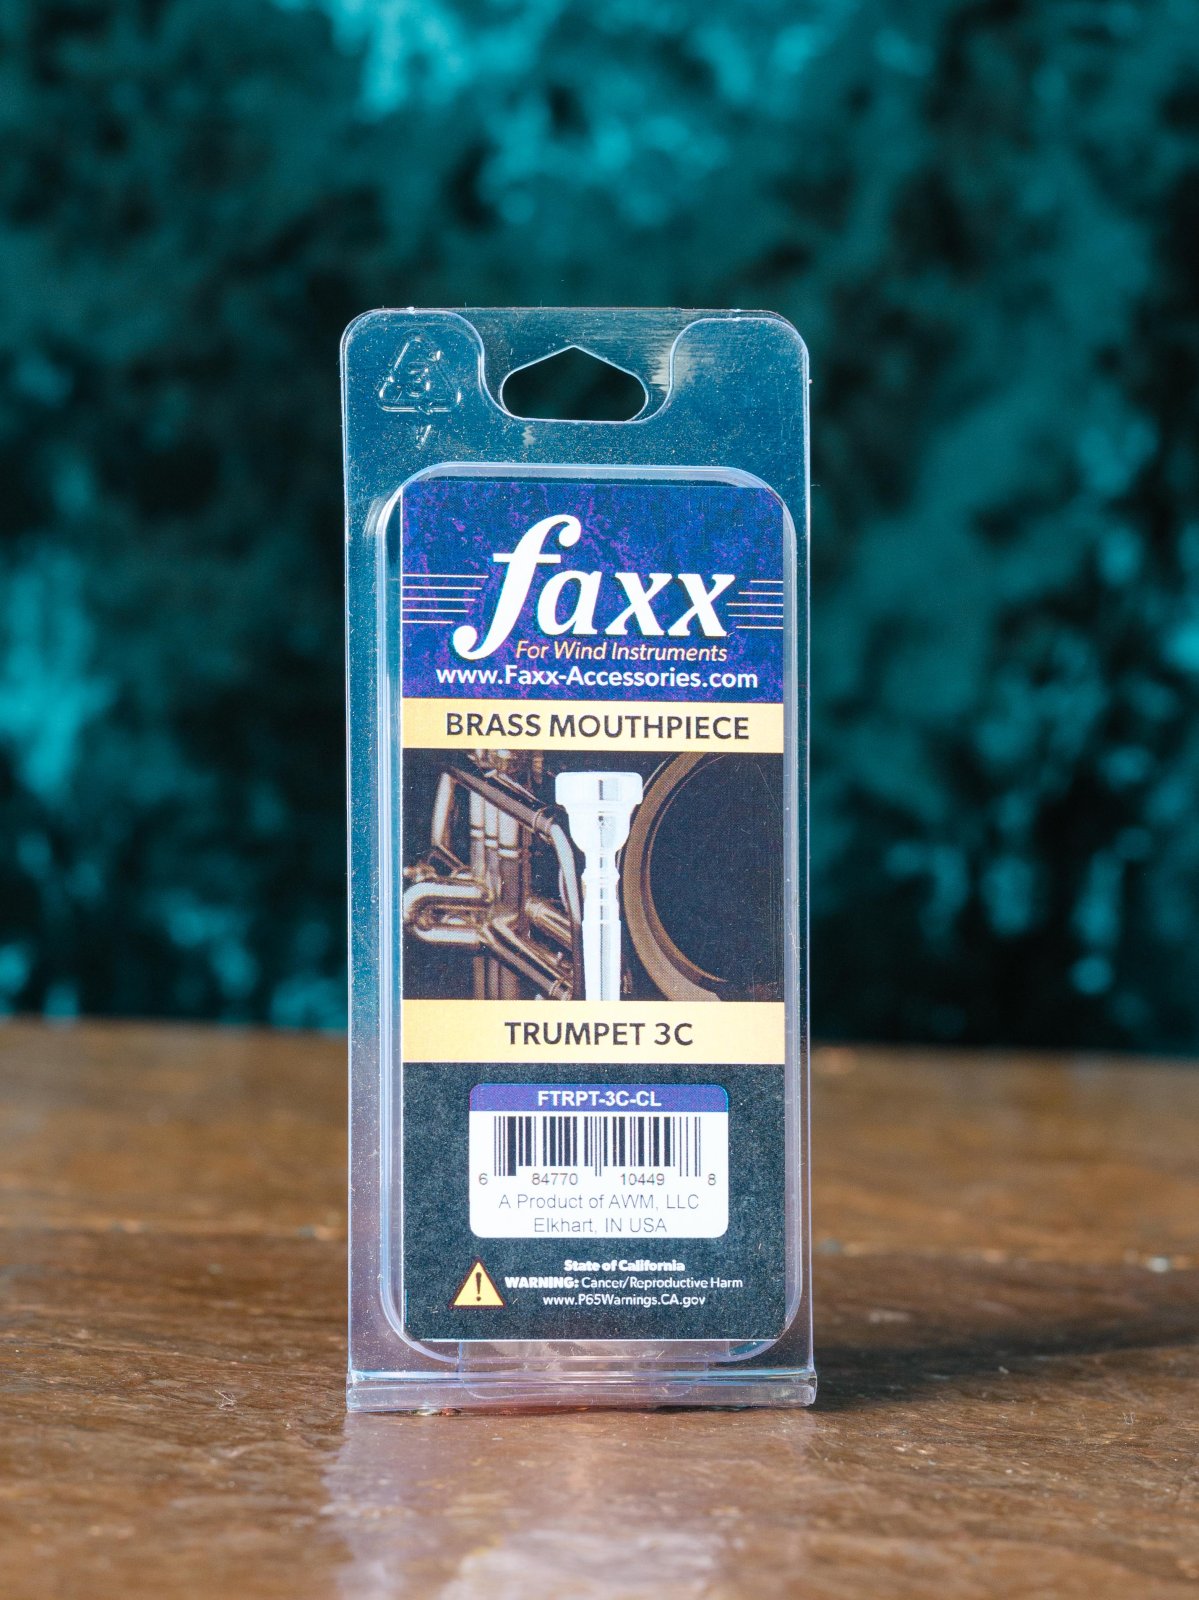 3
V
faxx
For Wind Instruments
www.Faxx-Accessories.com
BRASS MOUTHPIECE
TRUMPET 3C
FTRPT-3C-CL
6 84770 10449 8
A Product of AWM, LLC
Elkhart, IN USA
State of California
WARNING: Cancer/Reproductive Harm
www.P65Warnings.CA.gov